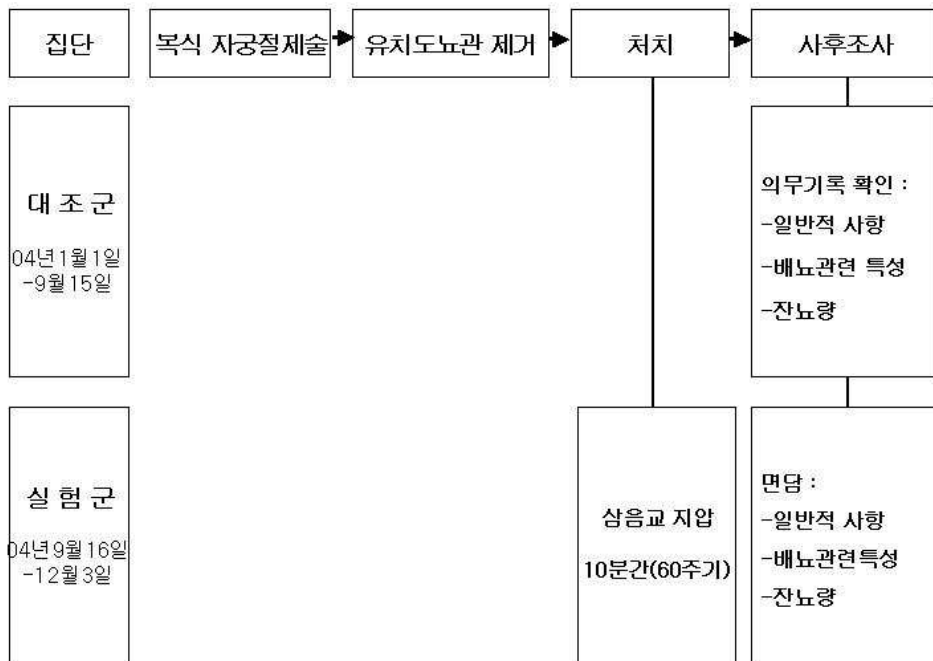 집단
복식 자궁절제술
유치도뇨관 제거
처치
사후조사
대 조 군
04년1월1일
-9월15일
의무기록 확인 :
-일반적 사항
-배뇨관련 특성
-잔뇨량
실 험 군
04년9월16일
-12월3일
삼음교 지압
10분간(60주기)
면담 :
-일반적 사항
-배뇨관련특성
-잔뇨량